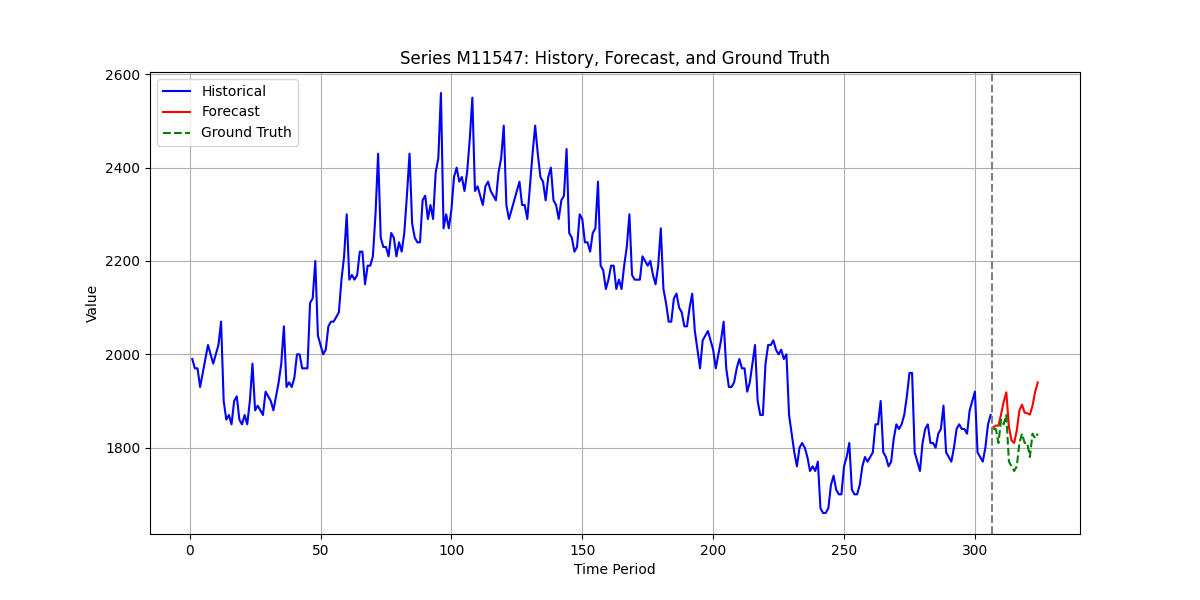 Series M11547: History, Forecast, and Ground Truth
Historical
Forecast
Ground Truth
Value
2600
2400
2200
2000
1800
0 50 100 150 200 250 300
Time Period